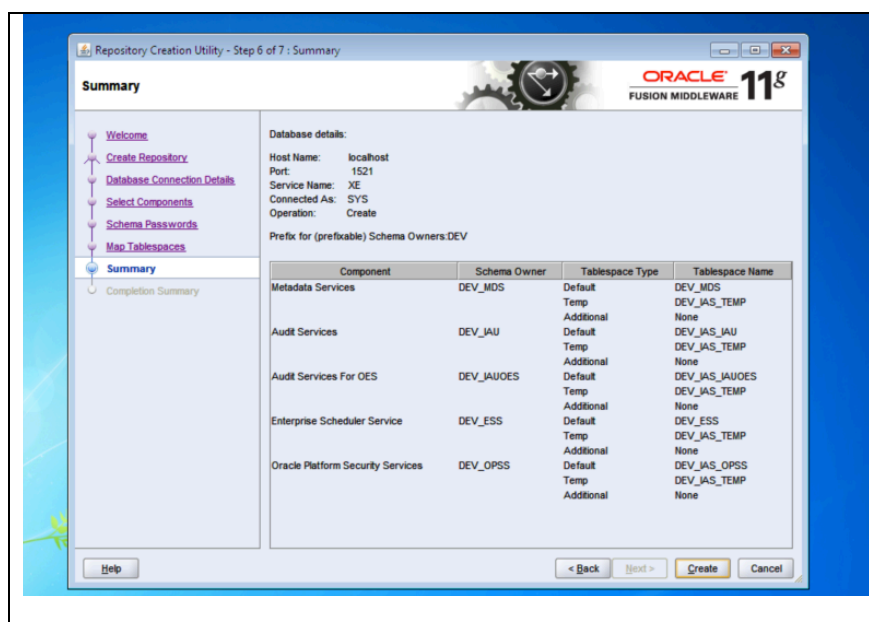 Repository Creation Utility - Step 6 of 7 : Summary
Summary
ORACLE
FUSION MIDDLEWARE 11g
Welcome
Create Repository
Database Connection Details
Select Components
Schema Passwords
Map Tablespaces
Summary
Completion Summary
Database details:
Host Name: localhost
Port: 1521
Service Name: XE
Connected As: SYS
Operation: Create
Prefix for (prefixable) Schema Owners:DEV
Component Schema Owner Tablespace Type Tablespace Name
Metadata Services DEV_MDS Default DEV_MDS
Temp DEV_IAS_TEMP
Additional None
Audit Services DEV_IAU Default DEV_IAS_IAU
Temp DEV_IAS_TEMP
Additional None
Audit Services For OES DEV_IAUOES Default DEV_IAS_IAUOES
Temp DEV_IAS_TEMP
Additional None
Enterprise Scheduler Service DEV_ESS Default DEV_ESS
Temp DEV_IAS_TEMP
Additional None
Oracle Platform Security Services DEV_OPSS Default DEV_IAS_OPSS
Temp DEV_IAS_TEMP
Additional None
Help < Back Next > Create Cancel